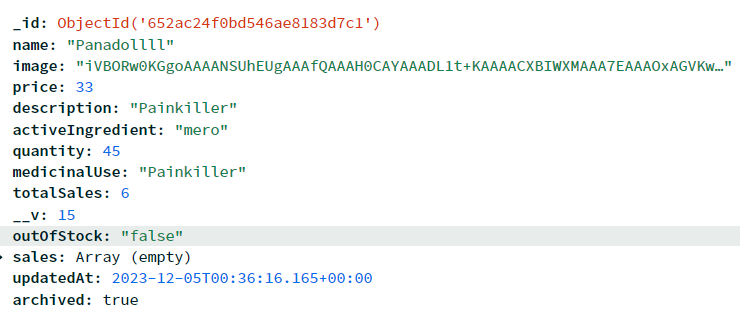 _id: ObjectId('652ac24f0bd546ae8183d7c1')
name: "Panadollll"
image: "iVBORw0KGgoAAAANSUhEUgAAAfQAAAH0CAYAAADL1t+KAAAACXBIWXMAAA7EAAAOxAGVKw…"
price: 33
description: "Painkiller"
activeIngredient: "mero"
quantity: 45
medicinalUse: "Painkiller"
totalSales: 6
__v: 15
outOfStock: "false"
sales: Array (empty)
updatedAt: 2023-12-05T00:36:16.165+00:00
archived: true